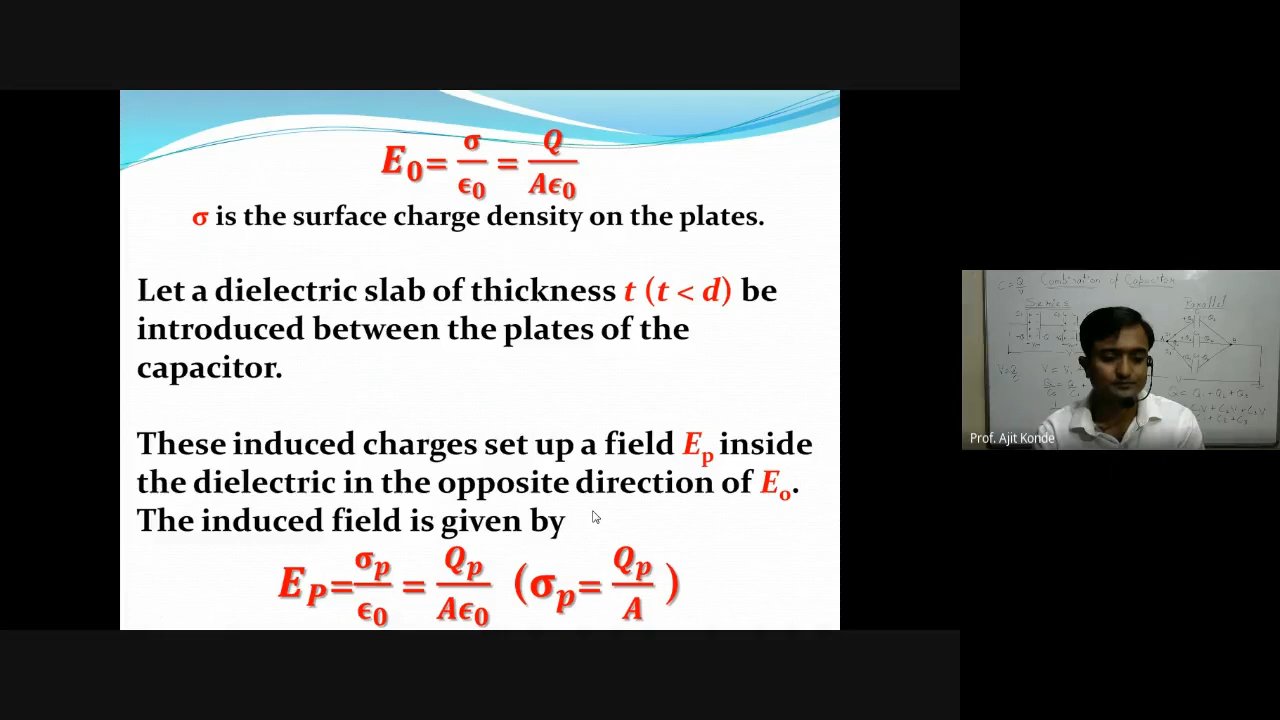 E₀ = σ/ϵ₀ = Q/Aϵ₀
σ is the surface charge density on the plates.
Let a dielectric slab of thickness t (t < d) be
introduced between the plates of the
capacitor.
These induced charges set up a field Eₚ inside
the dielectric in the opposite direction of Eₒ.
The induced field is given by
E_P = σₚ/ϵ₀ = Qₚ/Aϵ₀ (σₚ = Qₚ/A)
C = Q/V
Combination of Capacitor
Series
Parallel
Prof. Ajit Konde